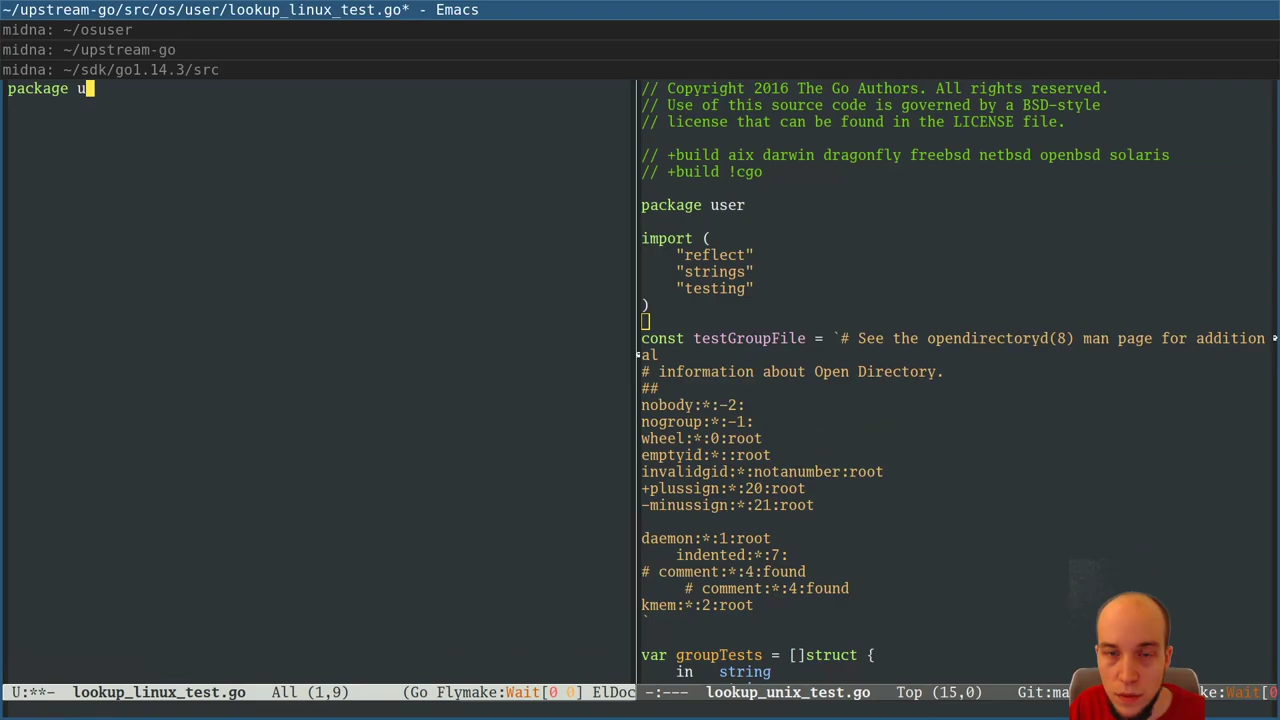 ~/upstream-go/src/os/user/lookup_linux_test.go* - Emacs
midna: ~/osuser
midna: ~/upstream-go
midna: ~/sdk/go1.14.3/src
package u
// Copyright 2016 The Go Authors. All rights reserved.
// Use of this source code is governed by a BSD-style
// license that can be found in the LICENSE file.
// +build aix darwin dragonfly freebsd netbsd openbsd solaris
// +build !cgo
package user
import (
"reflect"
"strings"
"testing"
)
const testGroupFile = `# See the opendirectoryd(8) man page for addition
al
# information about Open Directory.
##
nobody:*:-2:
nogroup:*:-1:
wheel:*:0:root
emptyid:*::root
invalidgid:*:notanumber:root
+plussign:*:20:root
-minussign:*:21:root
daemon:*:1:root
indented:*:7:
# comment:*:4:found
# comment:*:4:found
kmem:*:2:root
`
var groupTests = []struct {
in string
U:**- lookup_linux_test.go All (1,9) (Go Flymake:Wait[0 0] ElDoc
-:--- lookup_unix_test.go Top (15,0) Git:ma ke:Wait[0